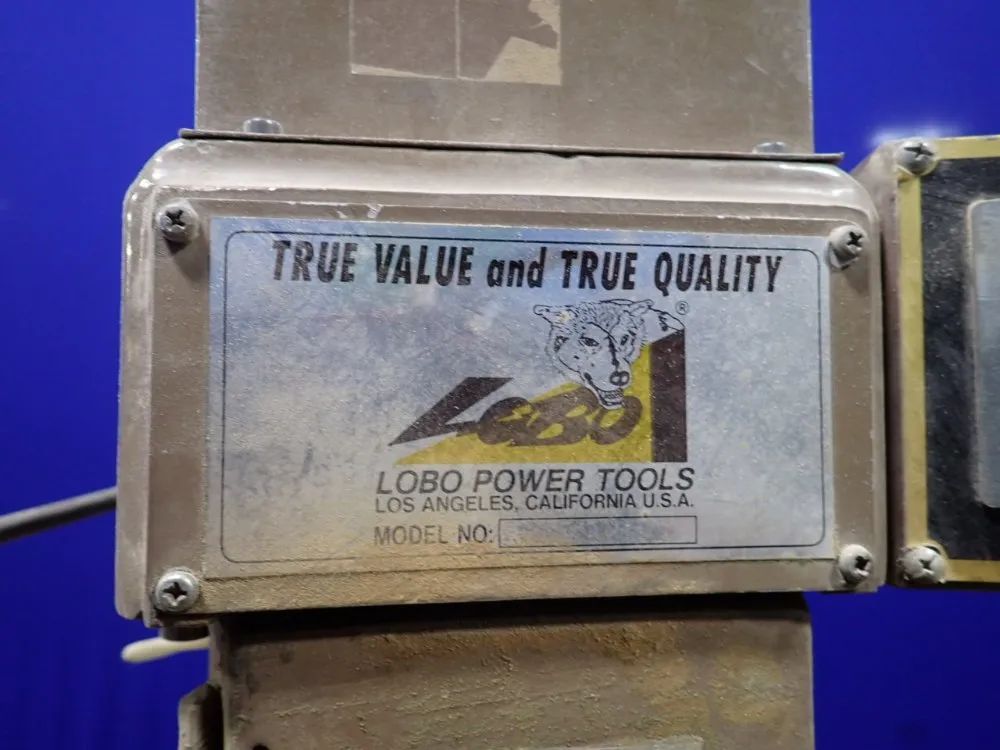 TRUE VALUE and TRUE QUALITY
®
LOBO
LOBO POWER TOOLS
LOS ANGELES, CALIFORNIA U.S.A.
MODEL NO: